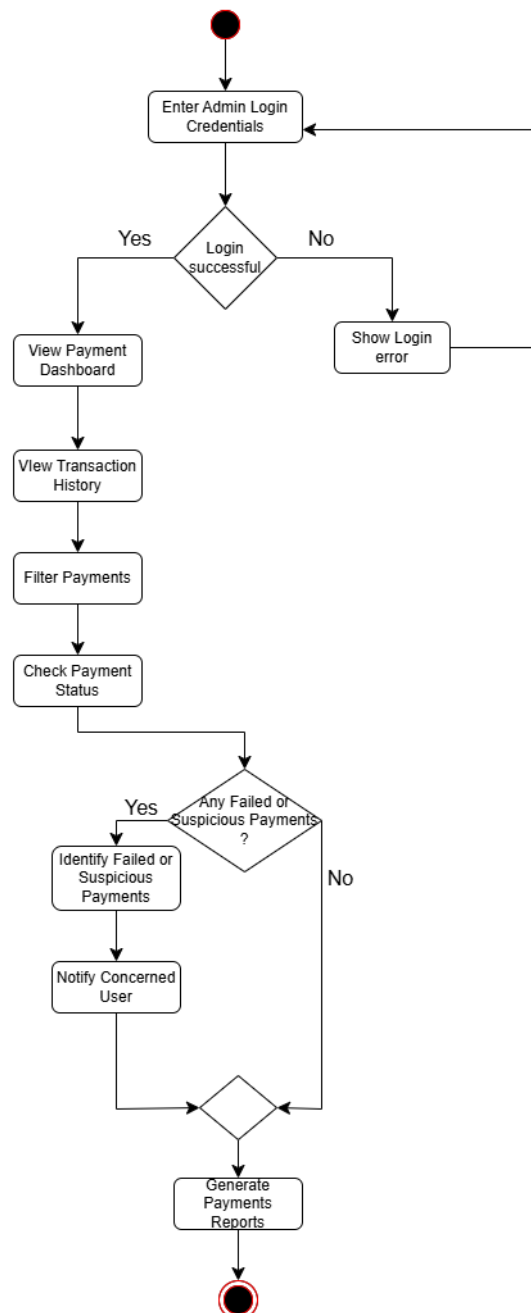 Enter Admin Login
Credentials
Yes
Login
successful
No
View Payment
Dashboard
Show Login
error
VIew Transaction
History
Filter Payments
Check Payment
Status
Any Failed or
Suspicious Payments
?
Yes
No
Identify Failed or
Suspicious
Payments
Notify Concerned
User
Generate
Payments
Reports